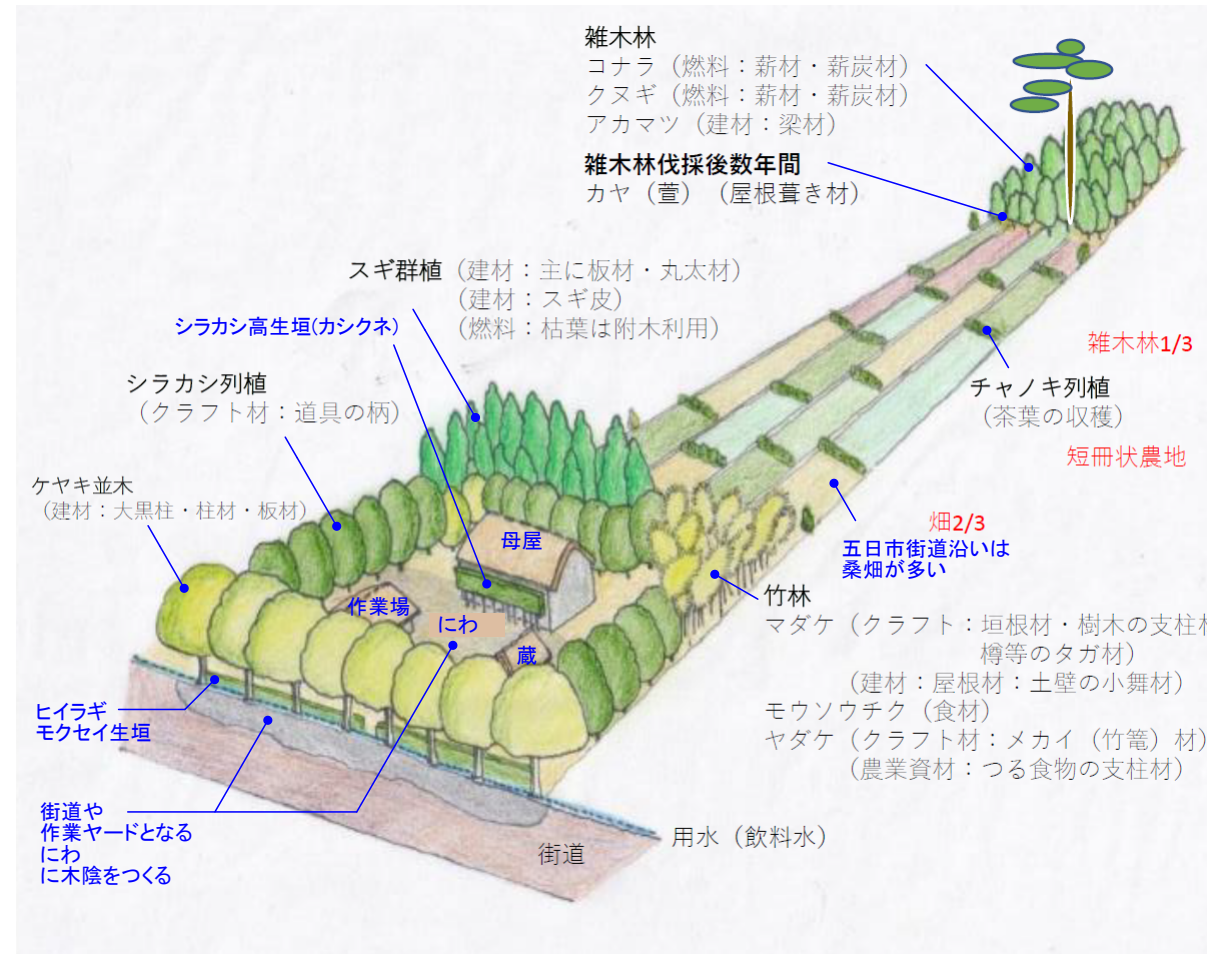 雑木林
コナラ（燃料：薪材・薪炭材）
クヌギ（燃料：薪材・薪炭材）
アカマツ（建材：梁材）
雑木林伐採後数年間
カヤ（萱）（屋根葺き材）
スギ群植（建材：主に板材・丸太材）
（建材：スギ皮）
（燃料：枯葉は附木利用）
シラカシ高生垣(カシクネ)
シラカシ列植
（クラフト材：道具の柄）
ケヤキ並木
（建材：大黒柱・柱材・板材）
雑木林1/3
チャノキ列植
（茶葉の収穫）
短冊状農地
畑2/3
五日市街道沿いは
桑畑が多い
母屋
作業場
にわ
蔵
竹林
マダケ（クラフト：垣根材・樹木の支柱材
樽等のタガ材）
（建材：屋根材：土壁の小舞材）
モウソウチク（食材）
ヤダケ（クラフト材：メカイ（竹篭）材）
（農業資材：つる食物の支柱材）
ヒイラギ
モクセイ生垣
街道や
作業ヤードとなる
にわ
に木陰をつくる
用水（飲料水）
街道